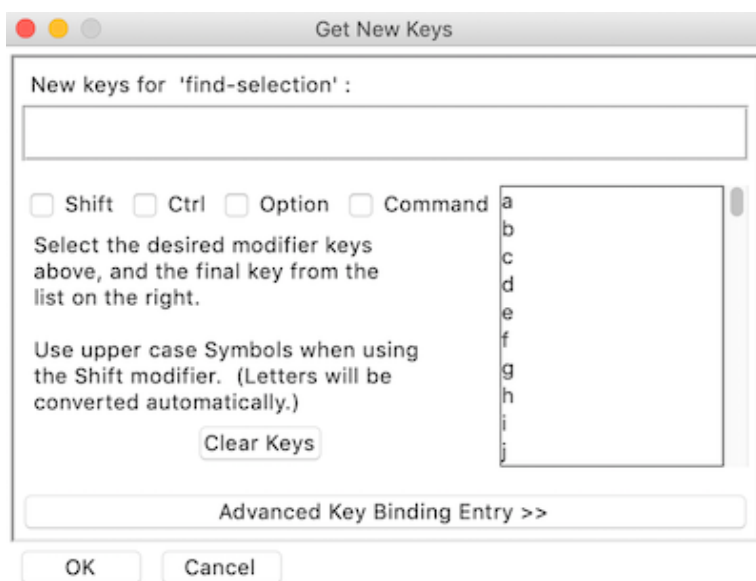 Get New Keys
New keys for 'find-selection' :
Shift Ctrl Option Command
Select the desired modifier keys
above, and the final key from the
list on the right.
Use upper case Symbols when using
the Shift modifier. (Letters will be
converted automatically.)
Clear Keys
a
b
c
d
e
f
g
h
i
j
Advanced Key Binding Entry >>
OK Cancel